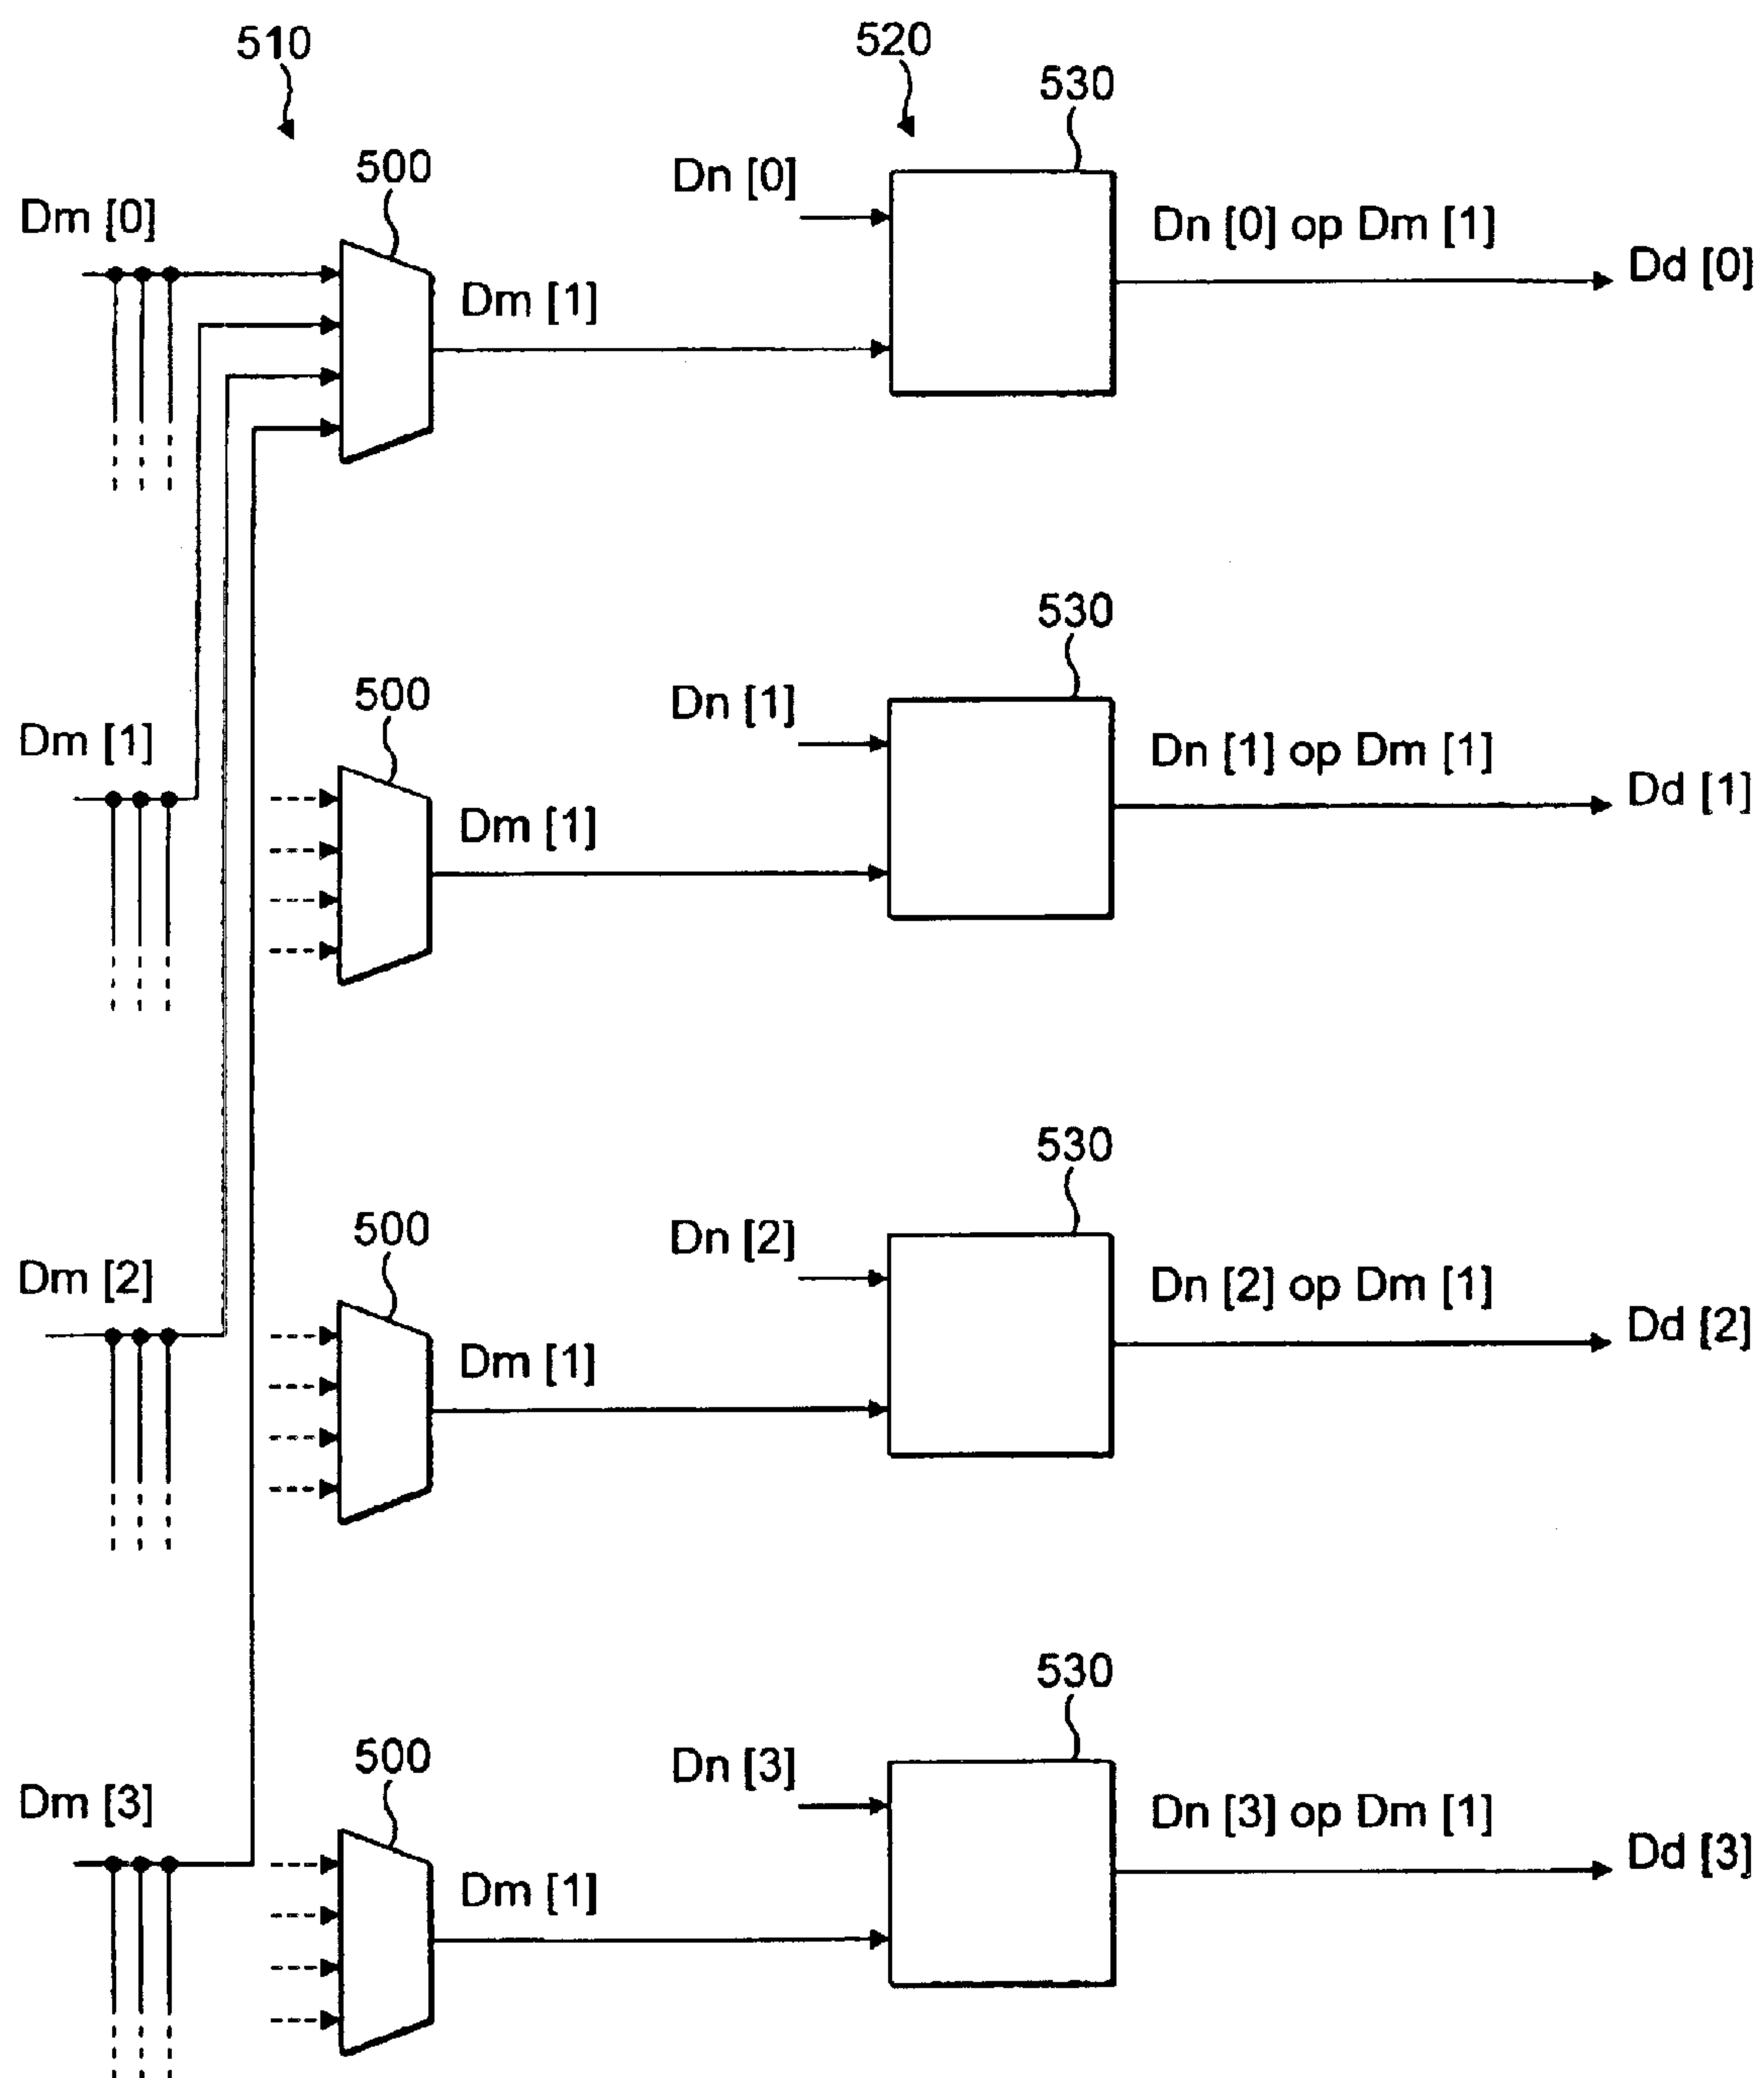 510
520
530
500
Dn [0]
Dm [0]
Dn [0] op Dm [1]
Dd [0]
Dm [1]
530
500
Dn [1]
Dm [1]
Dn [1] op Dm [1]
Dd [1]
Dm [1]
530
500
Dn [2]
Dm [2]
Dn [2] op Dm [1]
Dd [2]
Dm [1]
530
500
Dn [3]
Dm [3]
Dn [3] op Dm [1]
Dd [3]
Dm [1]